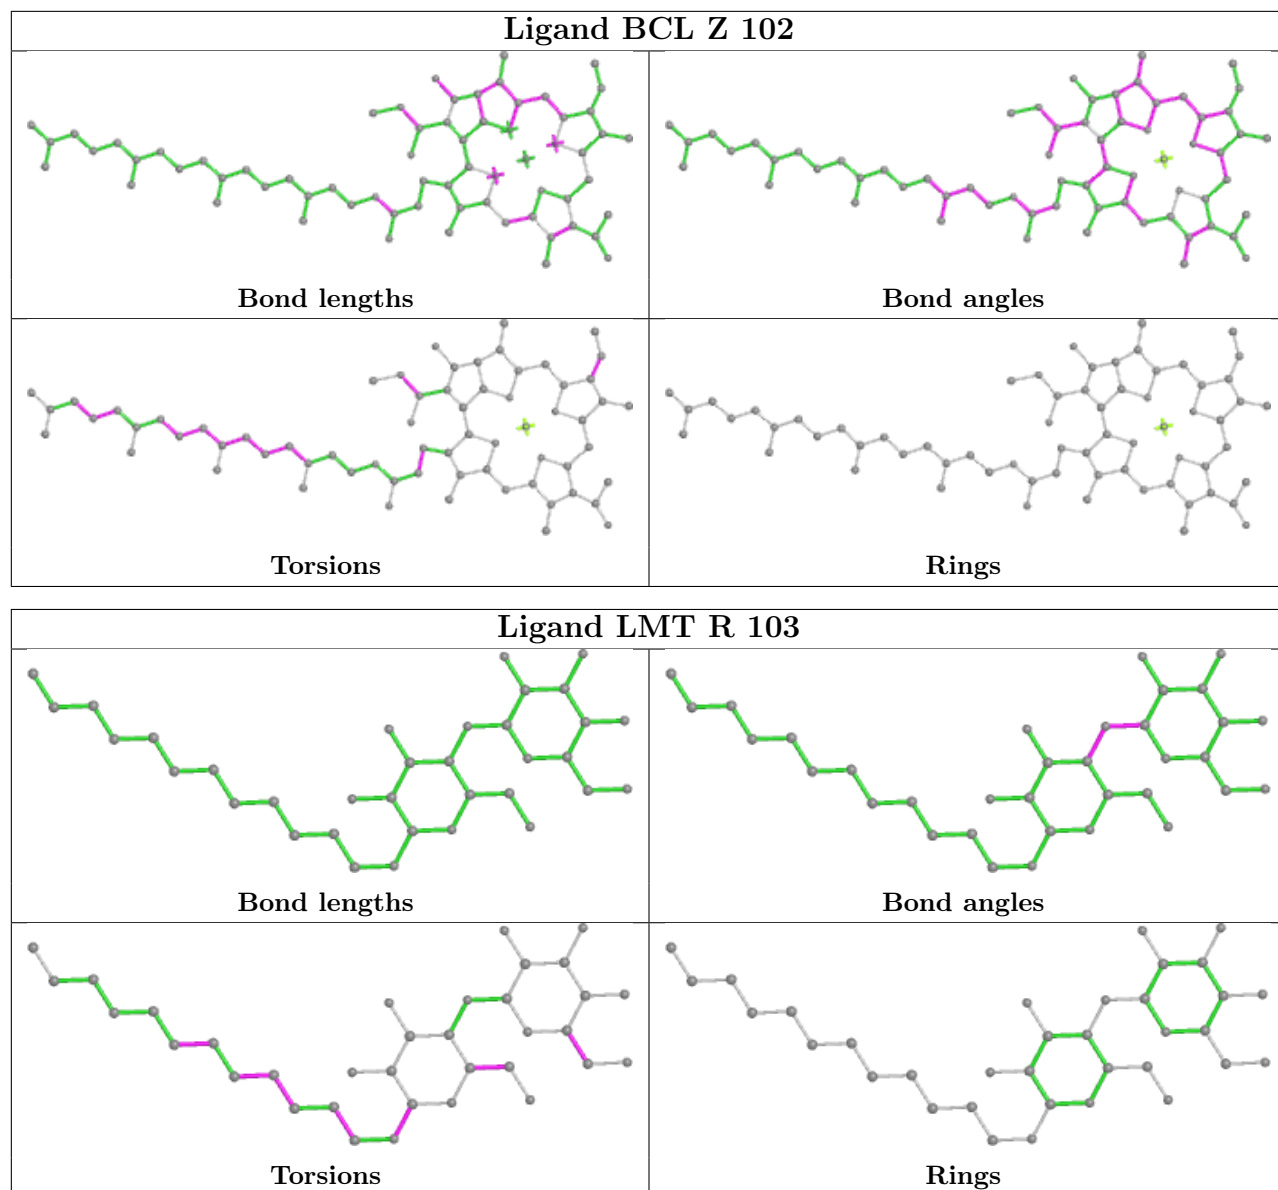 Ligand BCL Z 102
Bond lengths
Bond angles
Torsions
Rings
Ligand LMT R 103
Bond lengths
Bond angles
Torsions
Rings